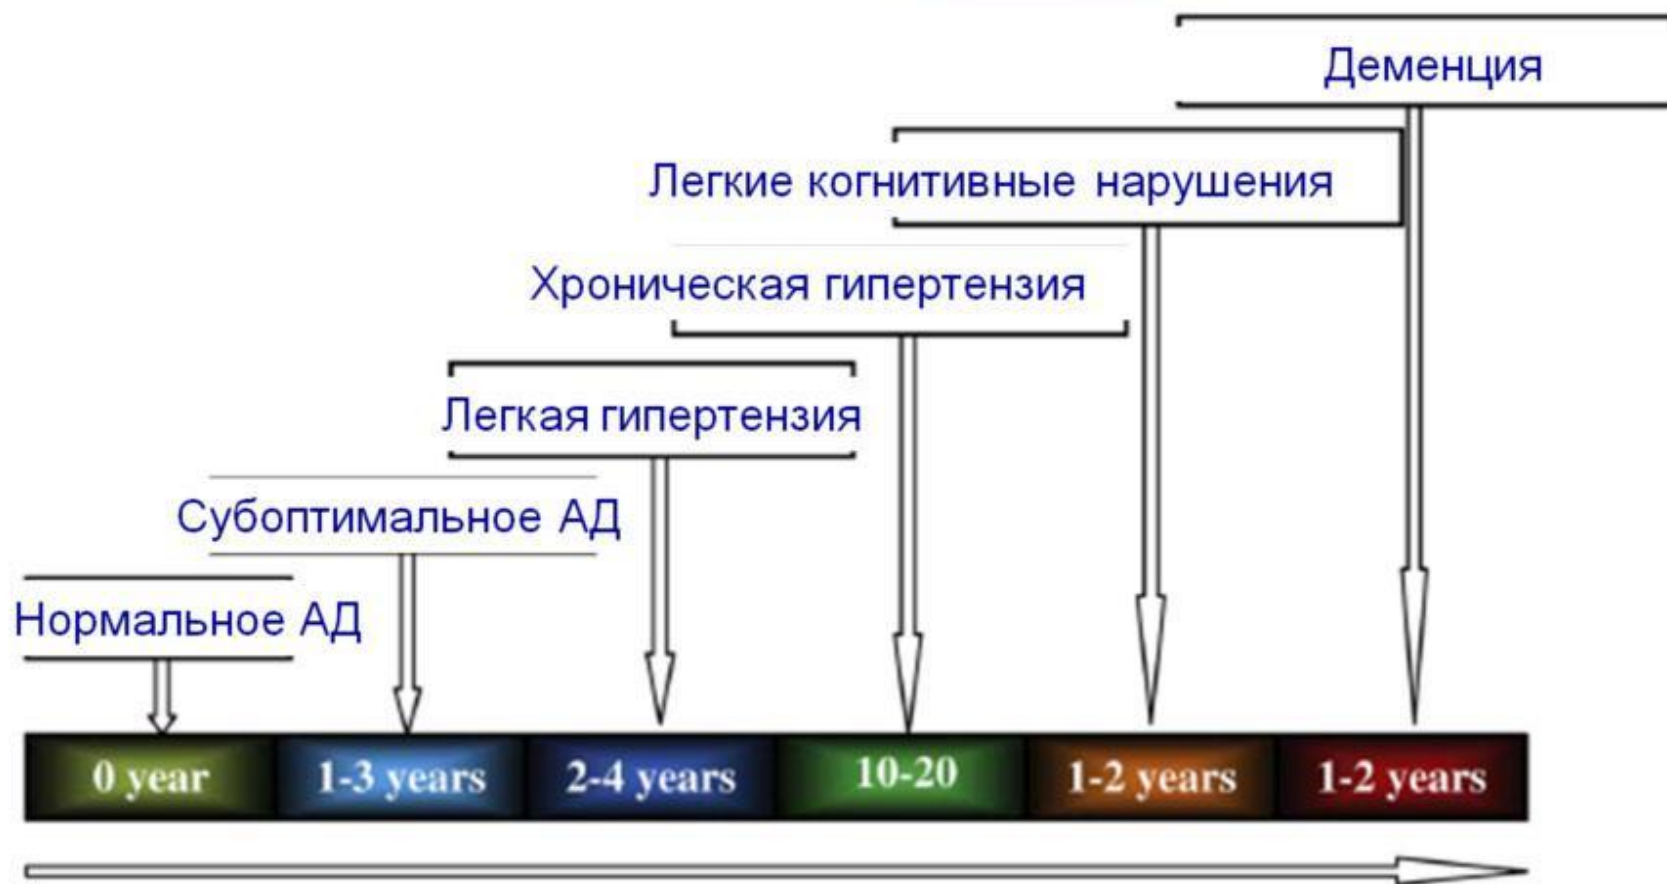 Деменция
Легкие когнитивные нарушения
Хроническая гипертензия
Легкая гипертензия
Субоптимальное АД
Нормальное АД
0 year
1-3 years
2-4 years
10-20
1-2 years
1-2 years